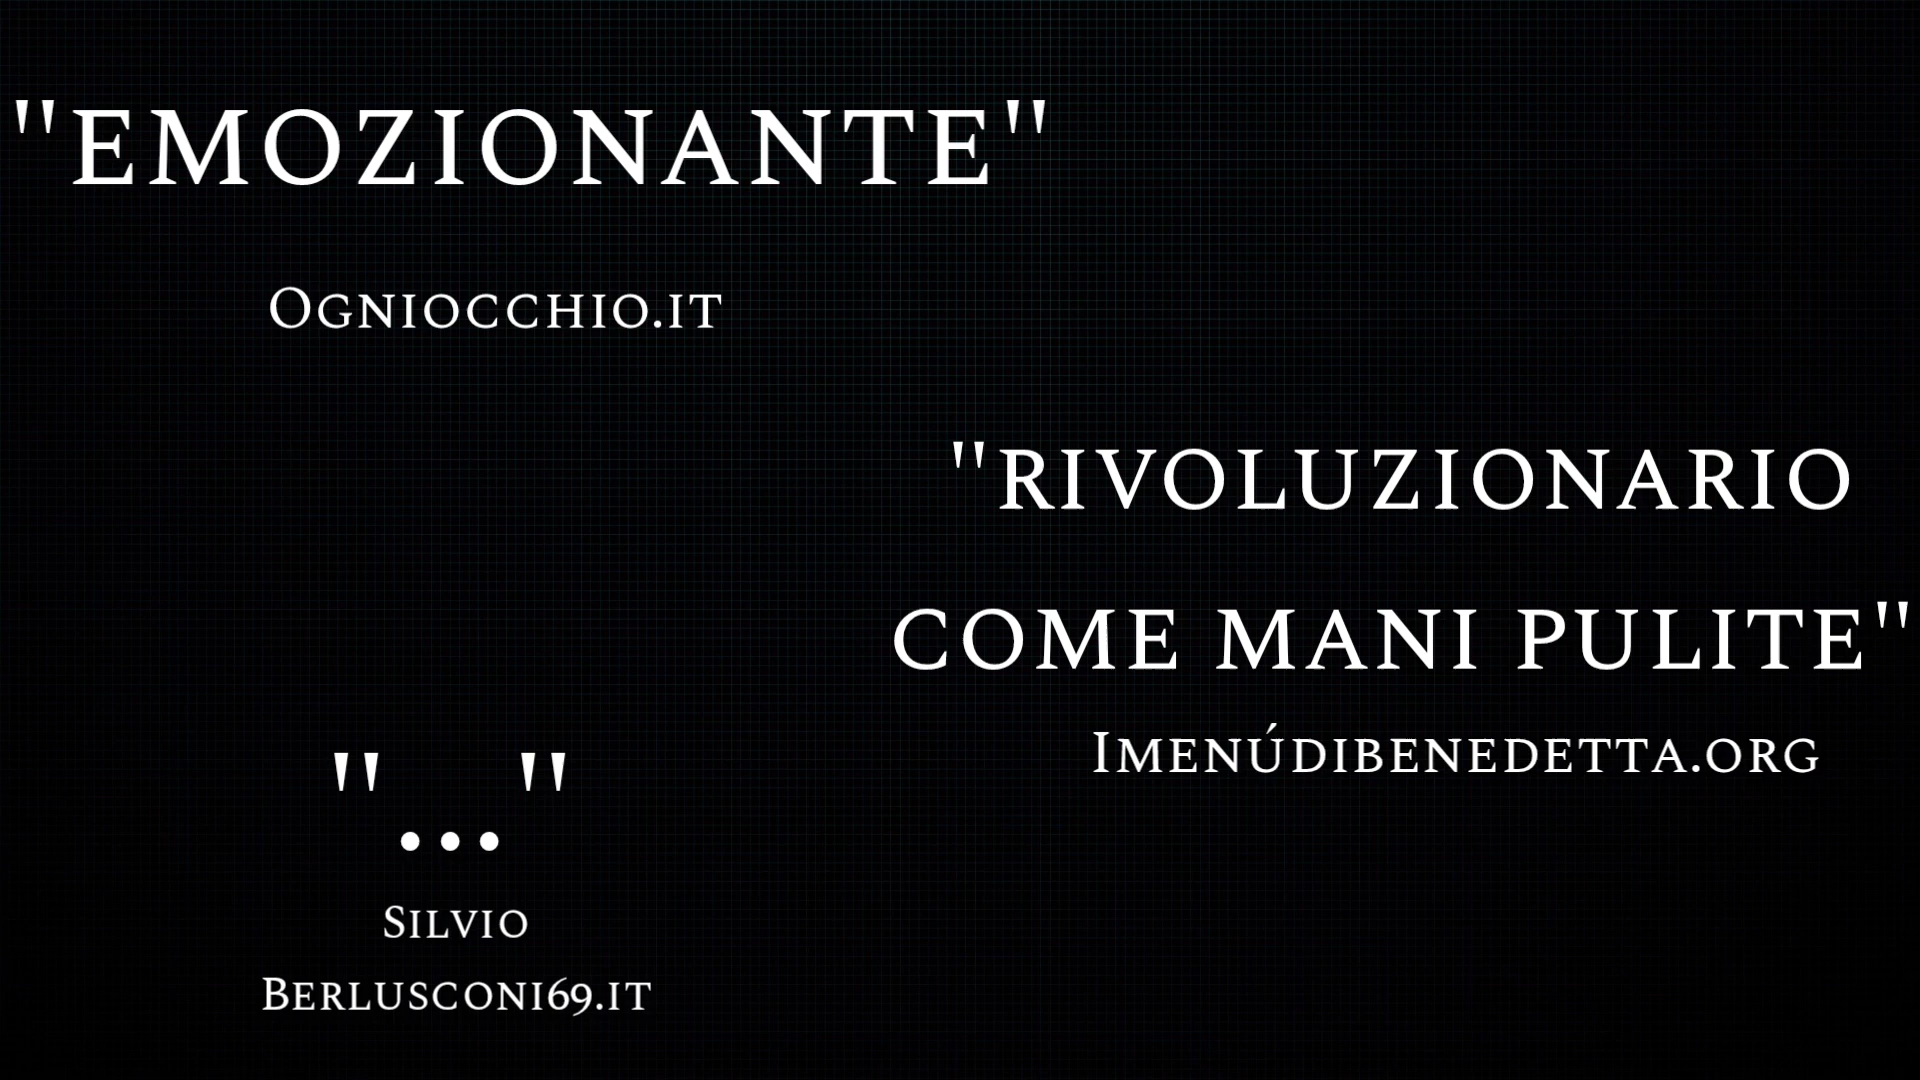 "EMOZIONANTE"
OGNIOCCHIO.IT
"RIVOLUZIONARIO
COME MANI PULITE"
IMENÚDIBENEDETTA.ORG
"..."
SILVIO
BERLUSCONI69.IT